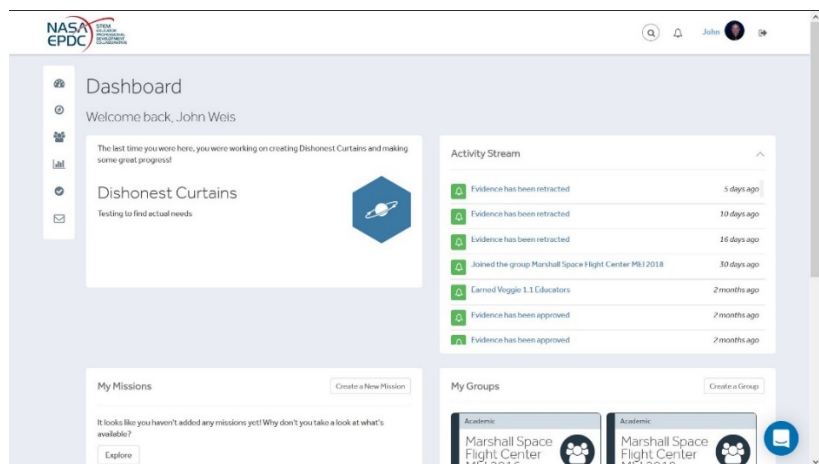 NASA
EPDC
STEM
EDUCATOR
PROFESSIONAL
DEVELOPMENT
COLLABORATIVE
John
Dashboard
Welcome back, John Weis
The last time you were here, you were working on creating Dishonest Curtains and making
some great progress!
Dishonest Curtains
Testing to find actual needs
Activity Stream
Evidence has been retracted 5 days ago
Evidence has been retracted 10 days ago
Evidence has been retracted 16 days ago
Joined the group Marshall Space Flight Center MEI 2018 30 days ago
Earned Veggie 1.1 Educators 2 months ago
Evidence has been approved 2 months ago
Evidence has been approved 2 months ago
My Missions
Create a New Mission
It looks like you haven't added any missions yet! Why don't you take a look at what's
available?
Explore
My Groups
Create a Group
Academic
Marshall Space
Flight Center
Academic
Marshall Space
Flight Center